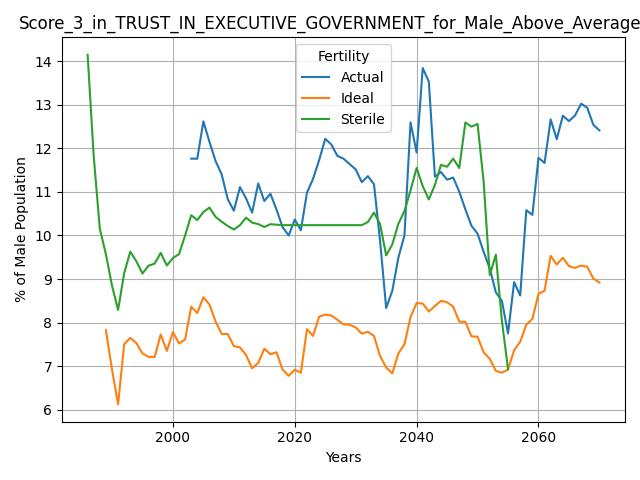 Score_3_in_TRUST_IN_EXECUTIVE_GOVERNMENT_for_Male_Above_Average
Fertility
Actual
Ideal
Sterile
% of Male Population
14
13
12
11
10
9
8
7
6
2000 2020 2040 2060
Years